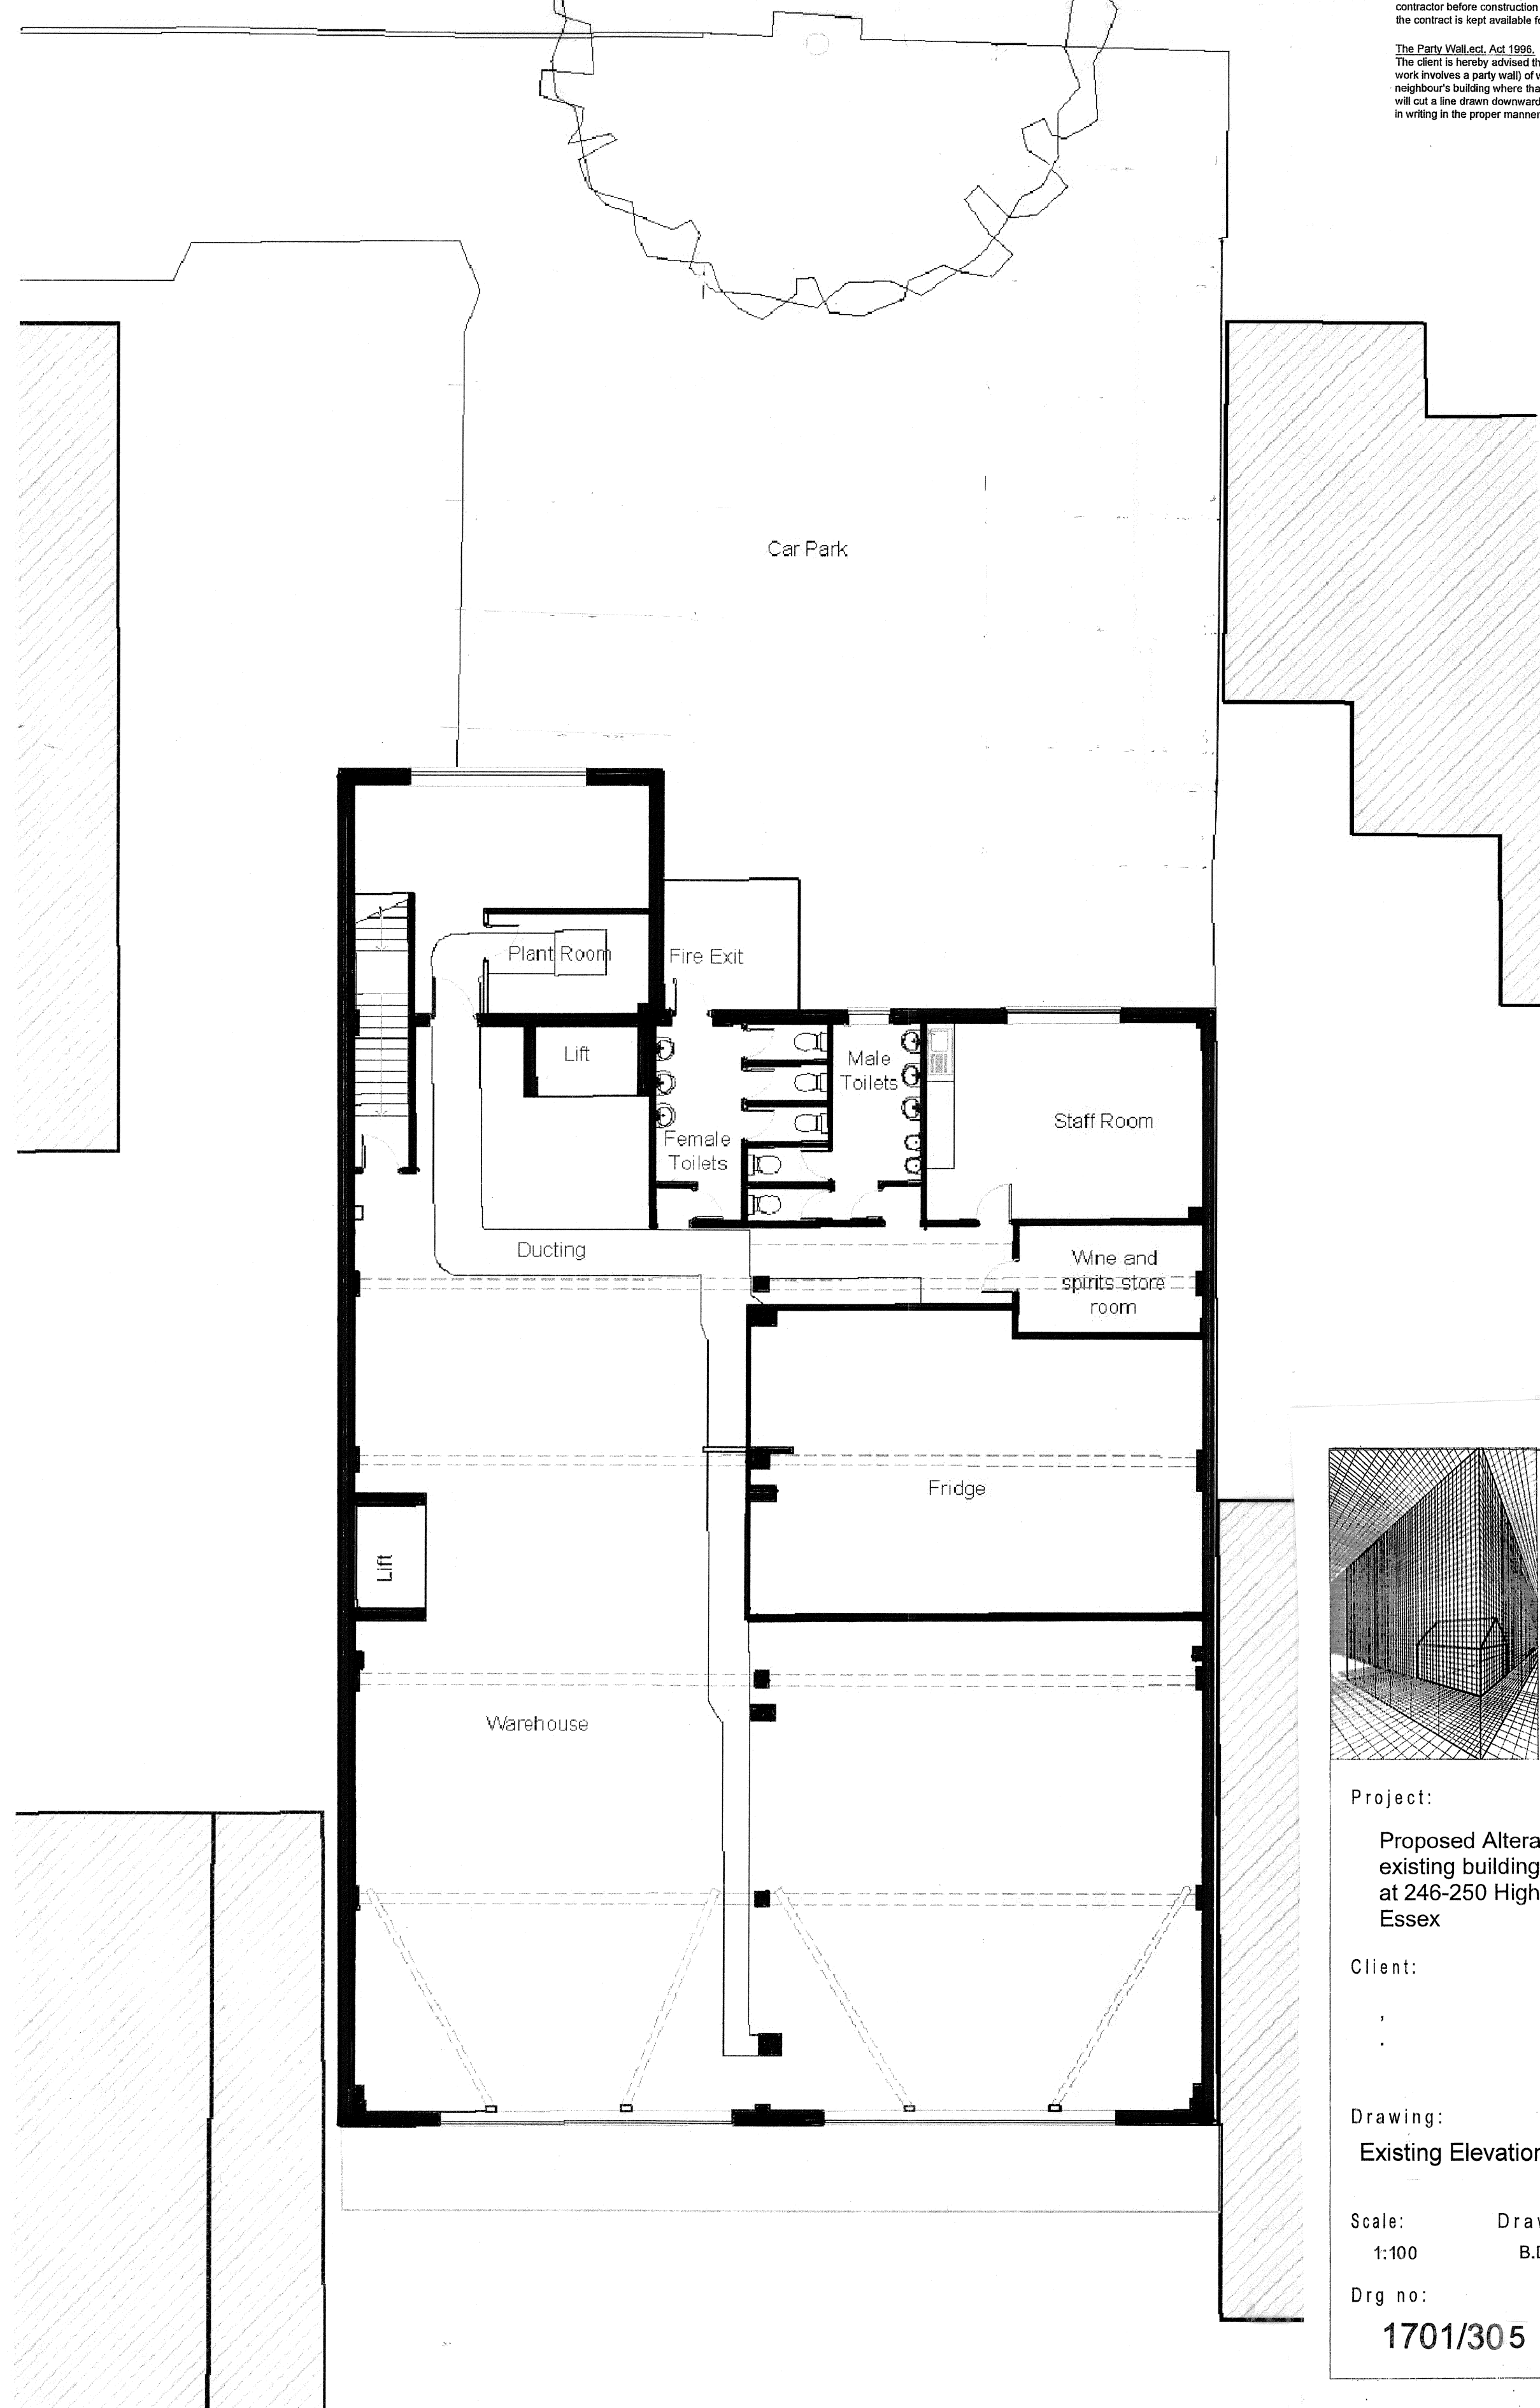 contractor before construction
the contract is kept available
The Party Wall.ect. Act 1996.
The client is hereby advised
work involves a party wall) of
neighbour's building where
will cut a line drawn downward
in writing in the proper manner
Car Park
Plant Room
Fire Exit
Lift
Male
Toilets
Female
Toilets
Staff Room
Ducting
Wine and
spirits store
room
Fridge
Lift
Warehouse
Project:
Proposed Altera
existing building
at 246-250 High
Essex
Client:
,
.
Drawing:
Existing Elevation
Scale:
Draw
1:100
B.D
Drg no:
1701/305